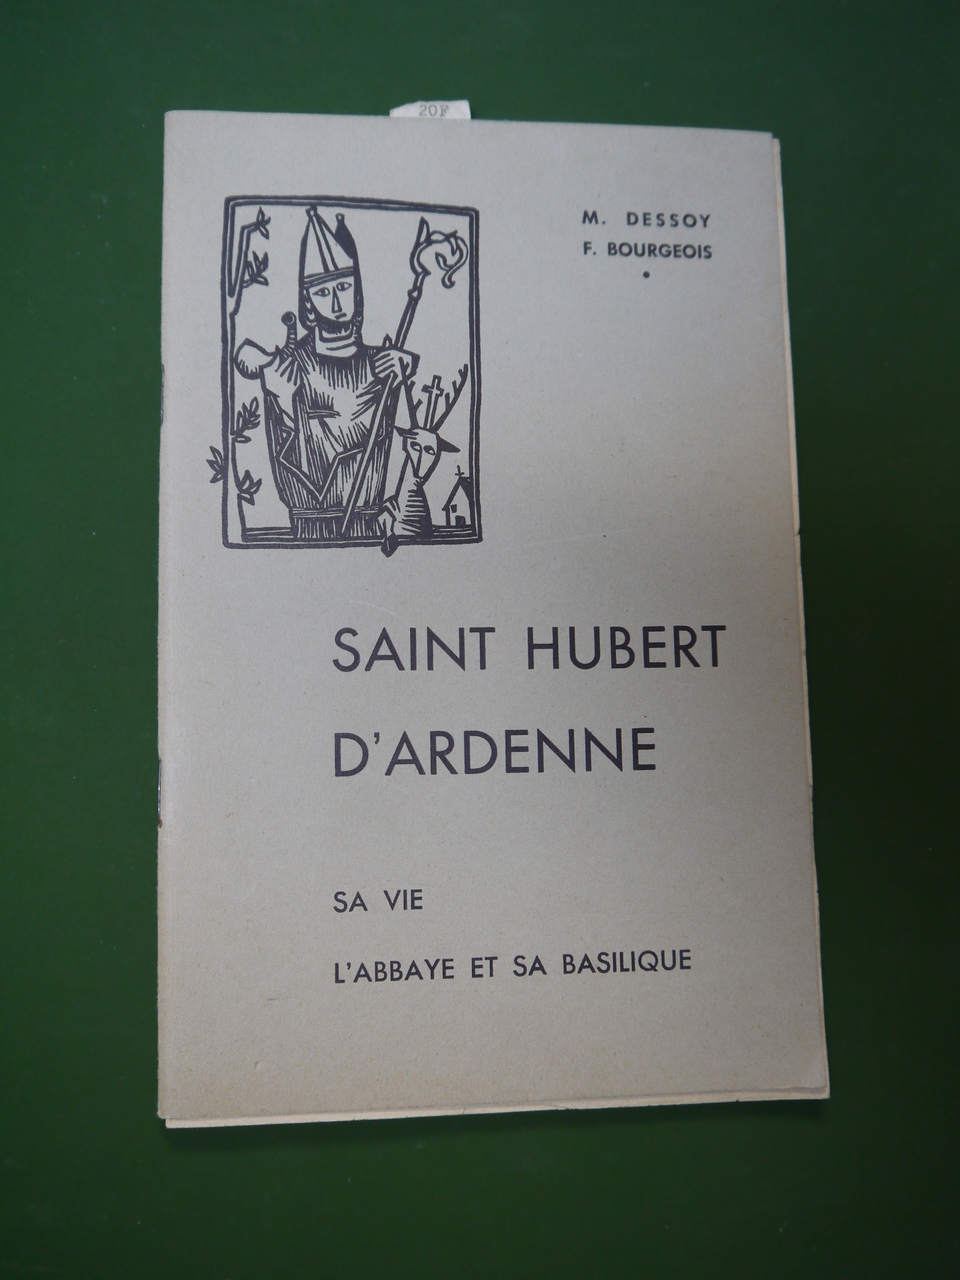 20F
M. DESSOY
F. BOURGEOIS
SAINT HUBERT
D'ARDENNE
SA VIE
L'ABBAYE ET SA BASILIQUE